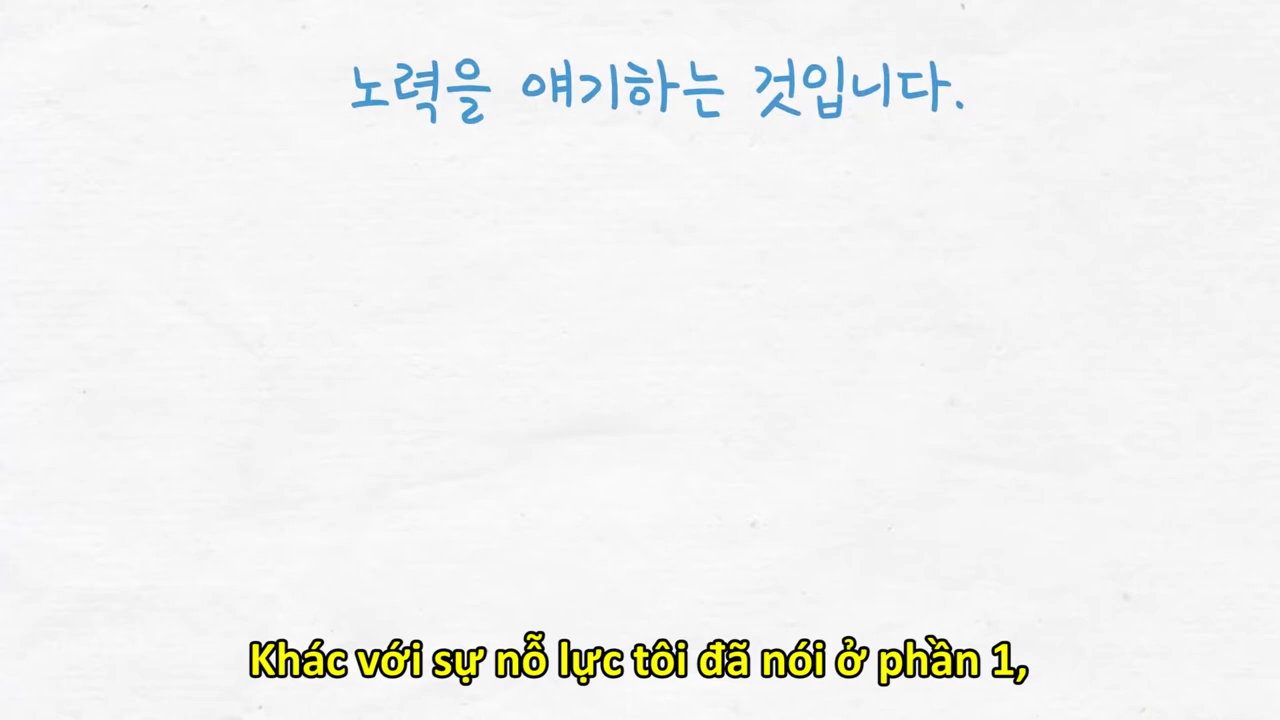 노력을 얘기하는 것입니다.
Khác với sự nỗ lực tôi đã nói ở phần 1,